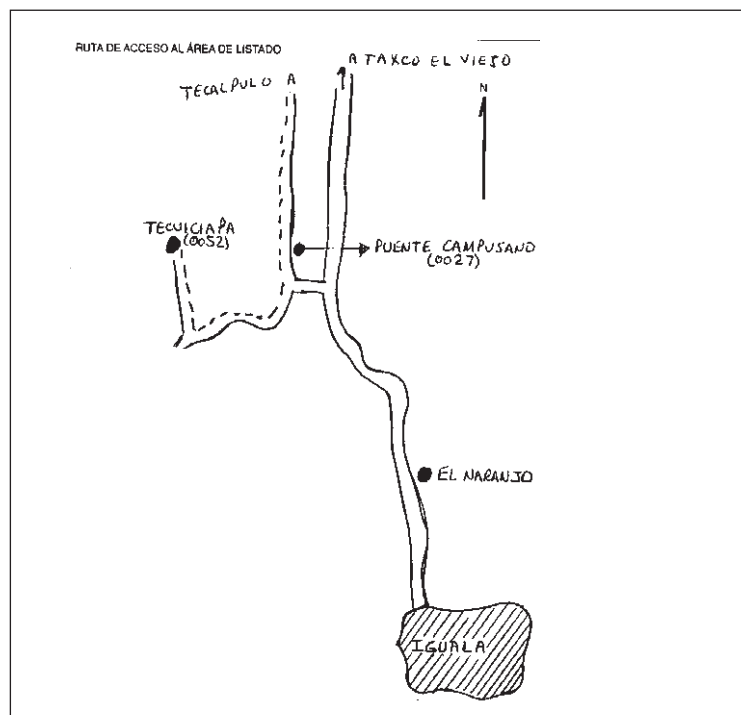 RUTA DE ACCESO AL ÁREA DE LISTADO
A TAXCO EL VIEJO
TECALPULO A
N
TECUICIAPA
(0052)
PUENTE CAMPUSANO
(0027)
EL NARANJO
IGUALA